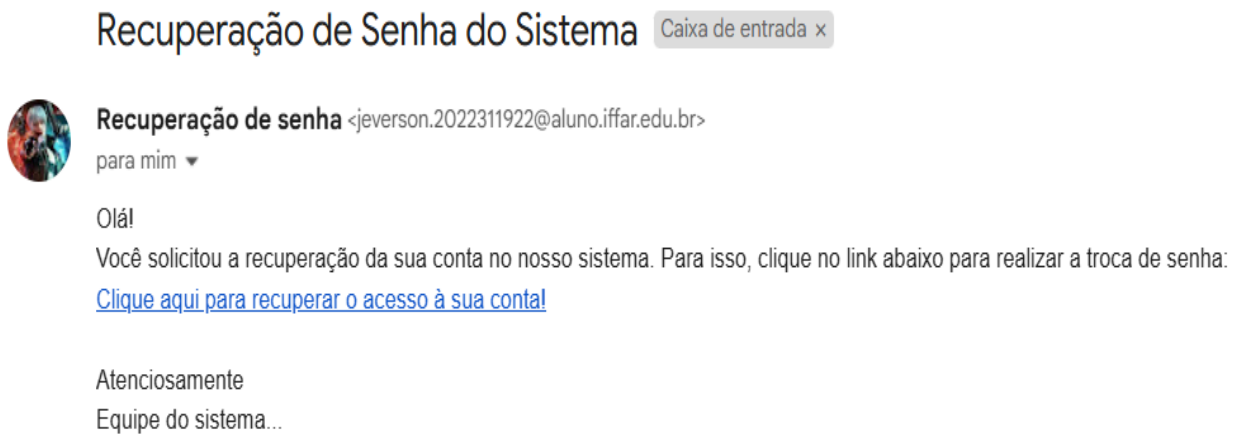 Recuperação de Senha do Sistema Caixa de entrada ×
Recuperação de senha <jeverson.2022311922@aluno.iffar.edu.br>
para mim
Olá!
Você solicitou a recuperação da sua conta no nosso sistema. Para isso, clique no link abaixo para realizar a troca de senha:
Clique aqui para recuperar o acesso à sua conta!
Atenciosamente
Equipe do sistema...